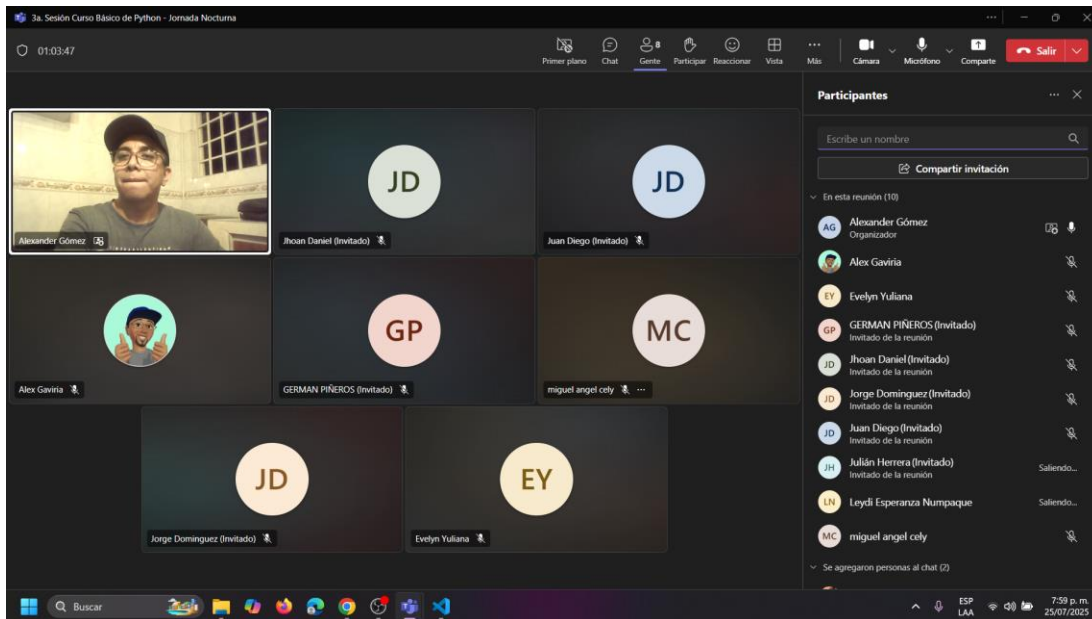 3a. Sesión Curso Básico de Python - Jornada Nocturna
01:03:47
Primer plano
Chat
8
Gente
Participar
Reaccionar
Vista
Más
Cámara
Micrófono
Comparte
Salir
Alexander Gómez
JD
Jhoan Daniel (Invitado)
JD
Juan Diego (Invitado)
Alex Gaviria
GP
GERMAN PIÑEROS (Invitado)
MC
miguel angel cely
JD
Jorge Dominguez (Invitado)
EY
Evelyn Yuliana
Participantes
Escribe un nombre
Compartir invitación
En esta reunión (10)
AG
Alexander Gómez
Organizador
Alex Gaviria
EY
Evelyn Yuliana
GP
GERMAN PIÑEROS (Invitado)
Invitado de la reunión
JD
Jhoan Daniel (Invitado)
Invitado de la reunión
JD
Jorge Dominguez (Invitado)
Invitado de la reunión
JD
Juan Diego (Invitado)
Invitado de la reunión
JH
Julián Herrera (Invitado)
Invitado de la reunión
Saliendo...
LN
Leydi Esperanza Numpaque
Saliendo...
MC
miguel angel cely
Se agregaron personas al chat (2)
Buscar
ESP
LAA
7:59 p. m.
25/07/2025